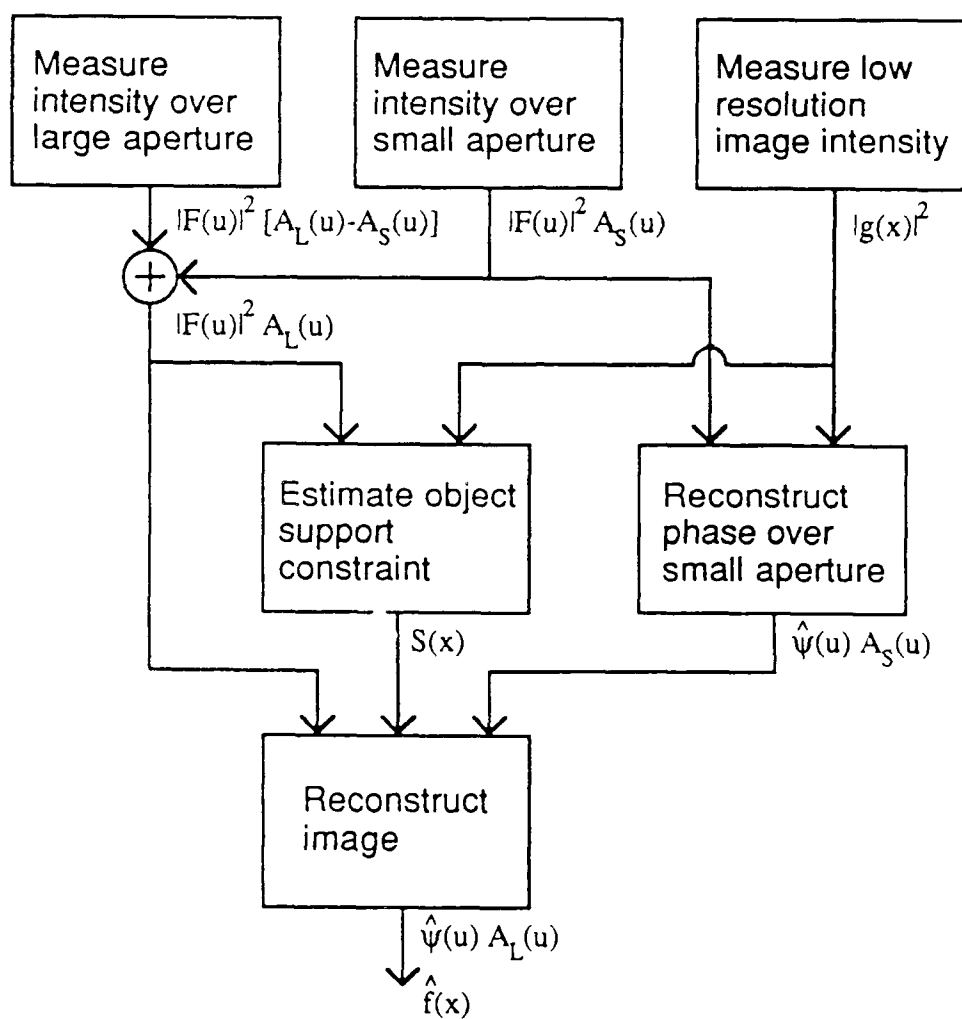 Measure
intensity over
large aperture
Measure
intensity over
small aperture
Measure low
resolution
image intensity
|F(u)|² [A_L(u)-A_S(u)]
|F(u)|² A_S(u)
|g(x)|²
+
|F(u)|² A_L(u)
Estimate object
support
constraint
Reconstruct
phase over
small aperture
S(x)
ψ̂(u) A_S(u)
Reconstruct
image
ψ̂(u) A_L(u)
f̂(x)